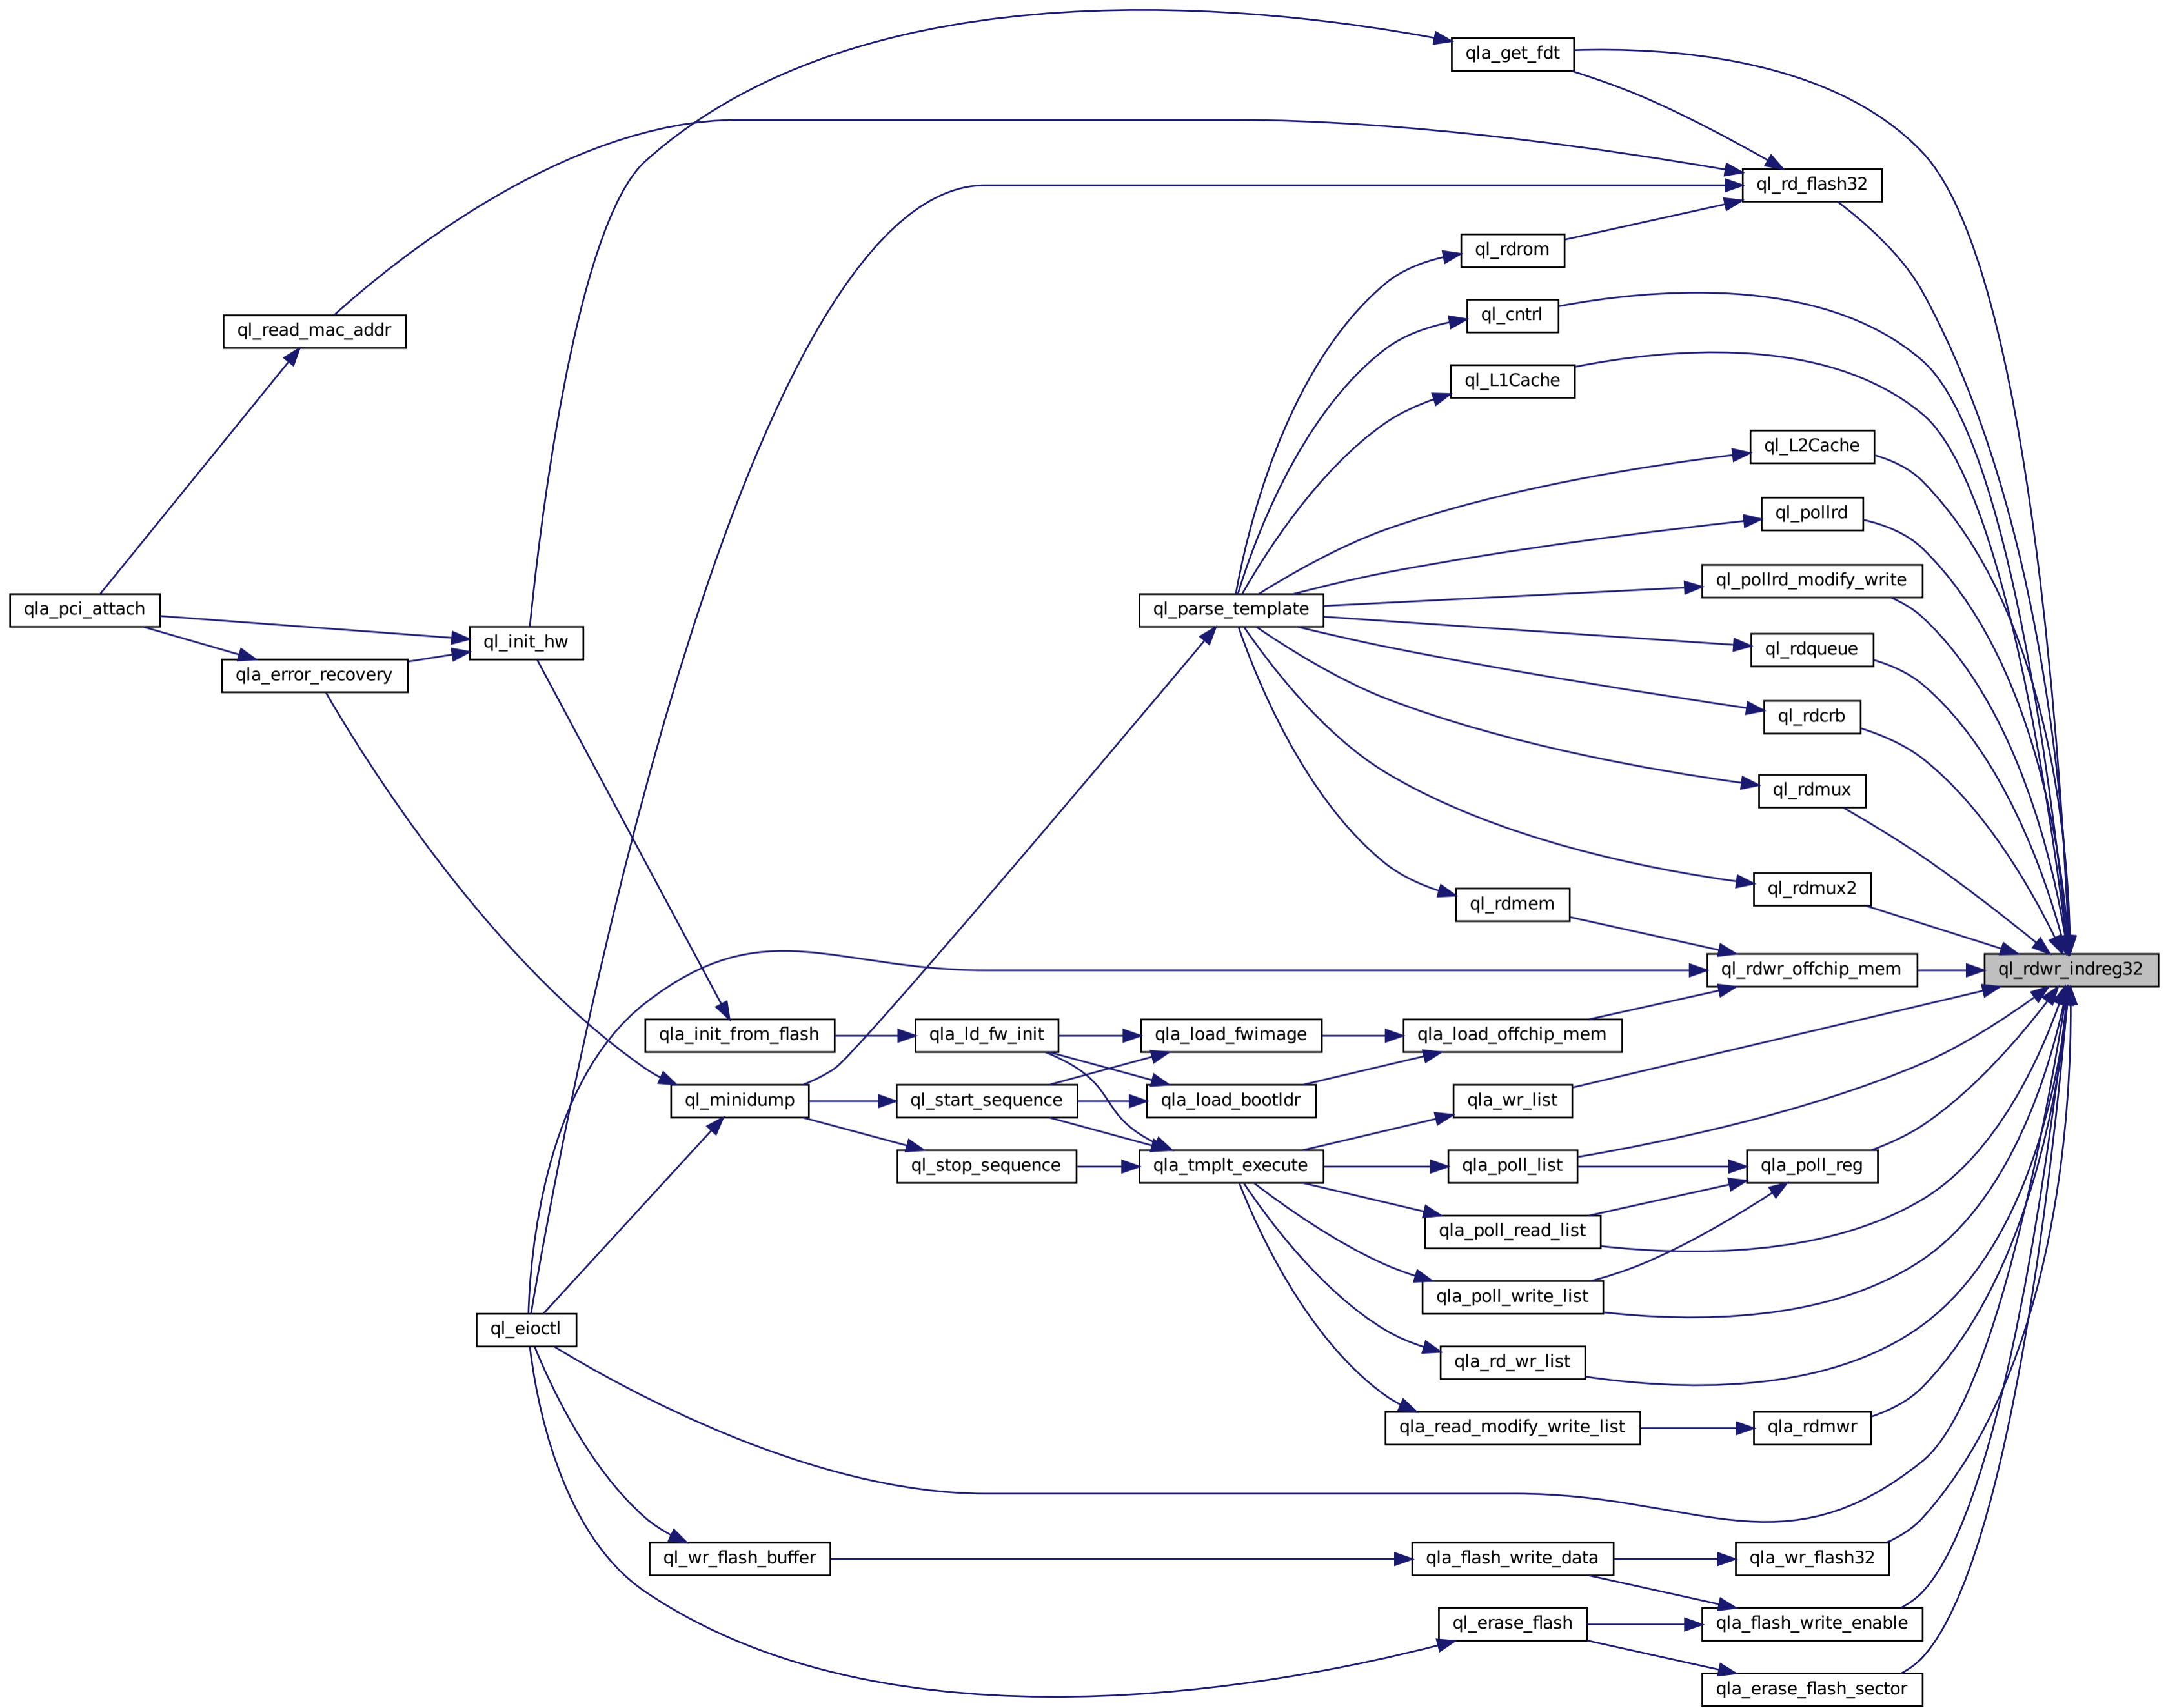 qla_get_fdt
ql_rd_flash32
ql_rdrom
ql_cntrl
ql_read_mac_addr
ql_L1Cache
ql_L2Cache
ql_pollrd
ql_pollrd_modify_write
qla_pci_attach
ql_parse_template
ql_init_hw
ql_rdqueue
qla_error_recovery
ql_rdcrb
ql_rdmux
ql_rdmux2
ql_rdmem
ql_rdwr_offchip_mem
ql_rdwr_indreg32
qla_init_from_flash
qla_ld_fw_init
qla_load_fwimage
qla_load_offchip_mem
ql_minidump
ql_start_sequence
qla_load_bootldr
qla_wr_list
ql_stop_sequence
qla_tmplt_execute
qla_poll_list
qla_poll_reg
qla_poll_read_list
qla_poll_write_list
ql_eioctl
qla_rd_wr_list
qla_read_modify_write_list
qla_rdmwr
ql_wr_flash_buffer
qla_flash_write_data
qla_wr_flash32
ql_erase_flash
qla_flash_write_enable
qla_erase_flash_sector